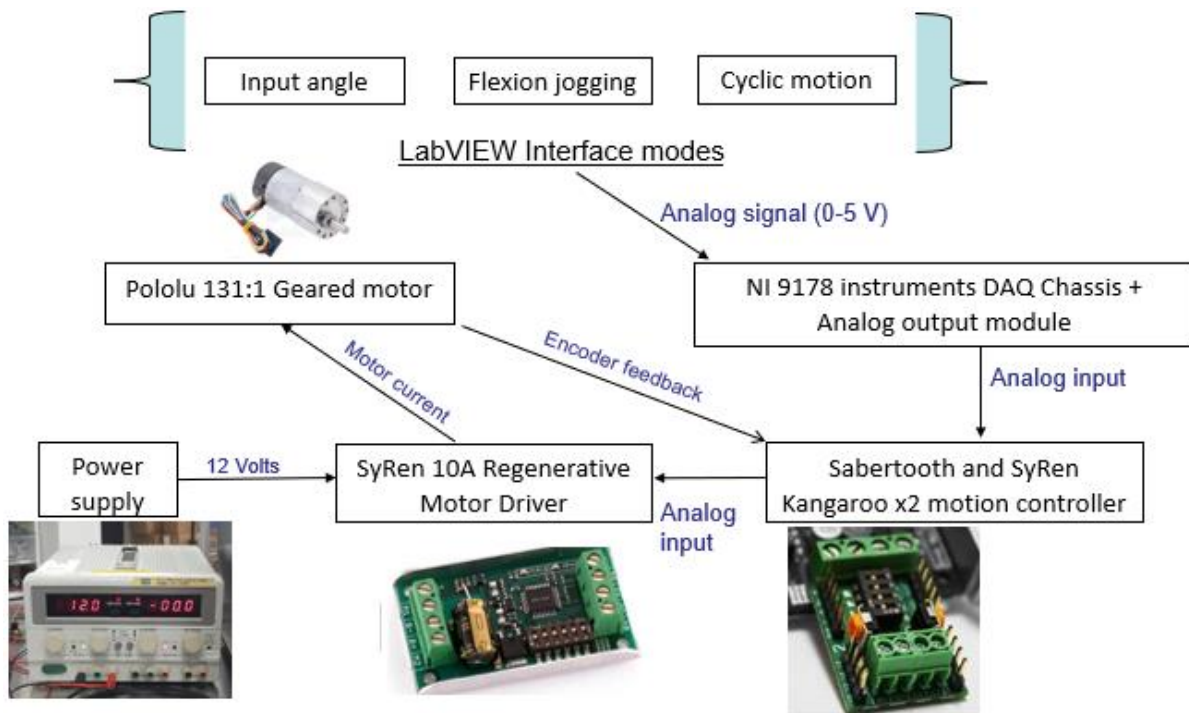 Input angle
Flexion jogging
Cyclic motion
LabVIEW Interface modes
Analog signal (0-5 V)
Pololu 131:1 Geared motor
NI 9178 instruments DAQ Chassis +
Analog output module
Motor current
Encoder feedback
Analog input
Power
supply
12 Volts
SyRen 10A Regenerative
Motor Driver
Analog
input
Sabertooth and SyRen
Kangaroo x2 motion controller
12.0
-00.0